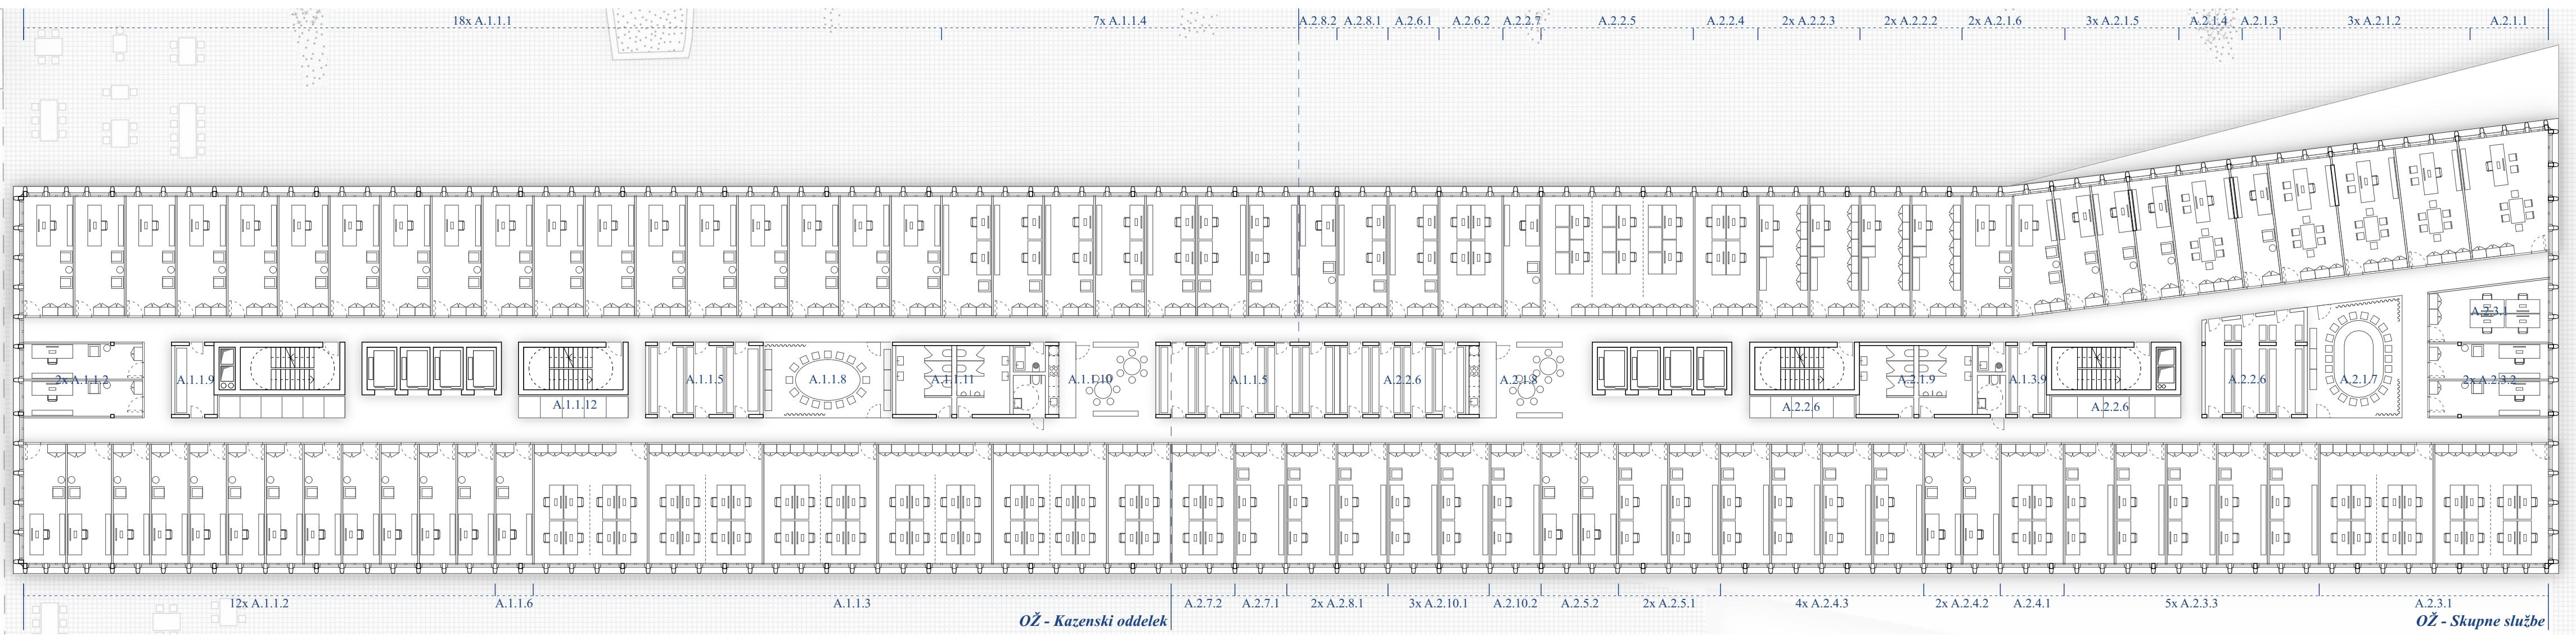 18x A.1.1.1 7x A.1.1.4 A.2.8.2 A.2.8.1 A.2.6.1 A.2.6.2 A.2.2.7 A.2.2.5 A.2.2.4 2x A.2.2.3 2x A.2.2.2 2x A.2.1.6 3x A.2.1.5 A.2.1.4 A.2.1.3 3x A.2.1.2 A.2.1.1
A.2.3.1
2x A.1.1.2 A.1.1.9 A.1.1.5 A.1.1.8 A.1.1.11 A.1.1.10 A.1.1.5 A.2.2.6 A.2.1.8 A.2.1.9 A.1.3.9 A.2.2.6 A.2.1.7 2x A.2.3.2
A.1.1.12 A.2.2.6 A.2.2.6
12x A.1.1.2 A.1.1.6 A.1.1.3 A.2.7.2 A.2.7.1 2x A.2.8.1 3x A.2.10.1 A.2.10.2 A.2.5.2 2x A.2.5.1 4x A.2.4.3 2x A.2.4.2 A.2.4.1 5x A.2.3.3 A.2.3.1
OŽ - Kazenski oddelek OŽ - Skupne službe